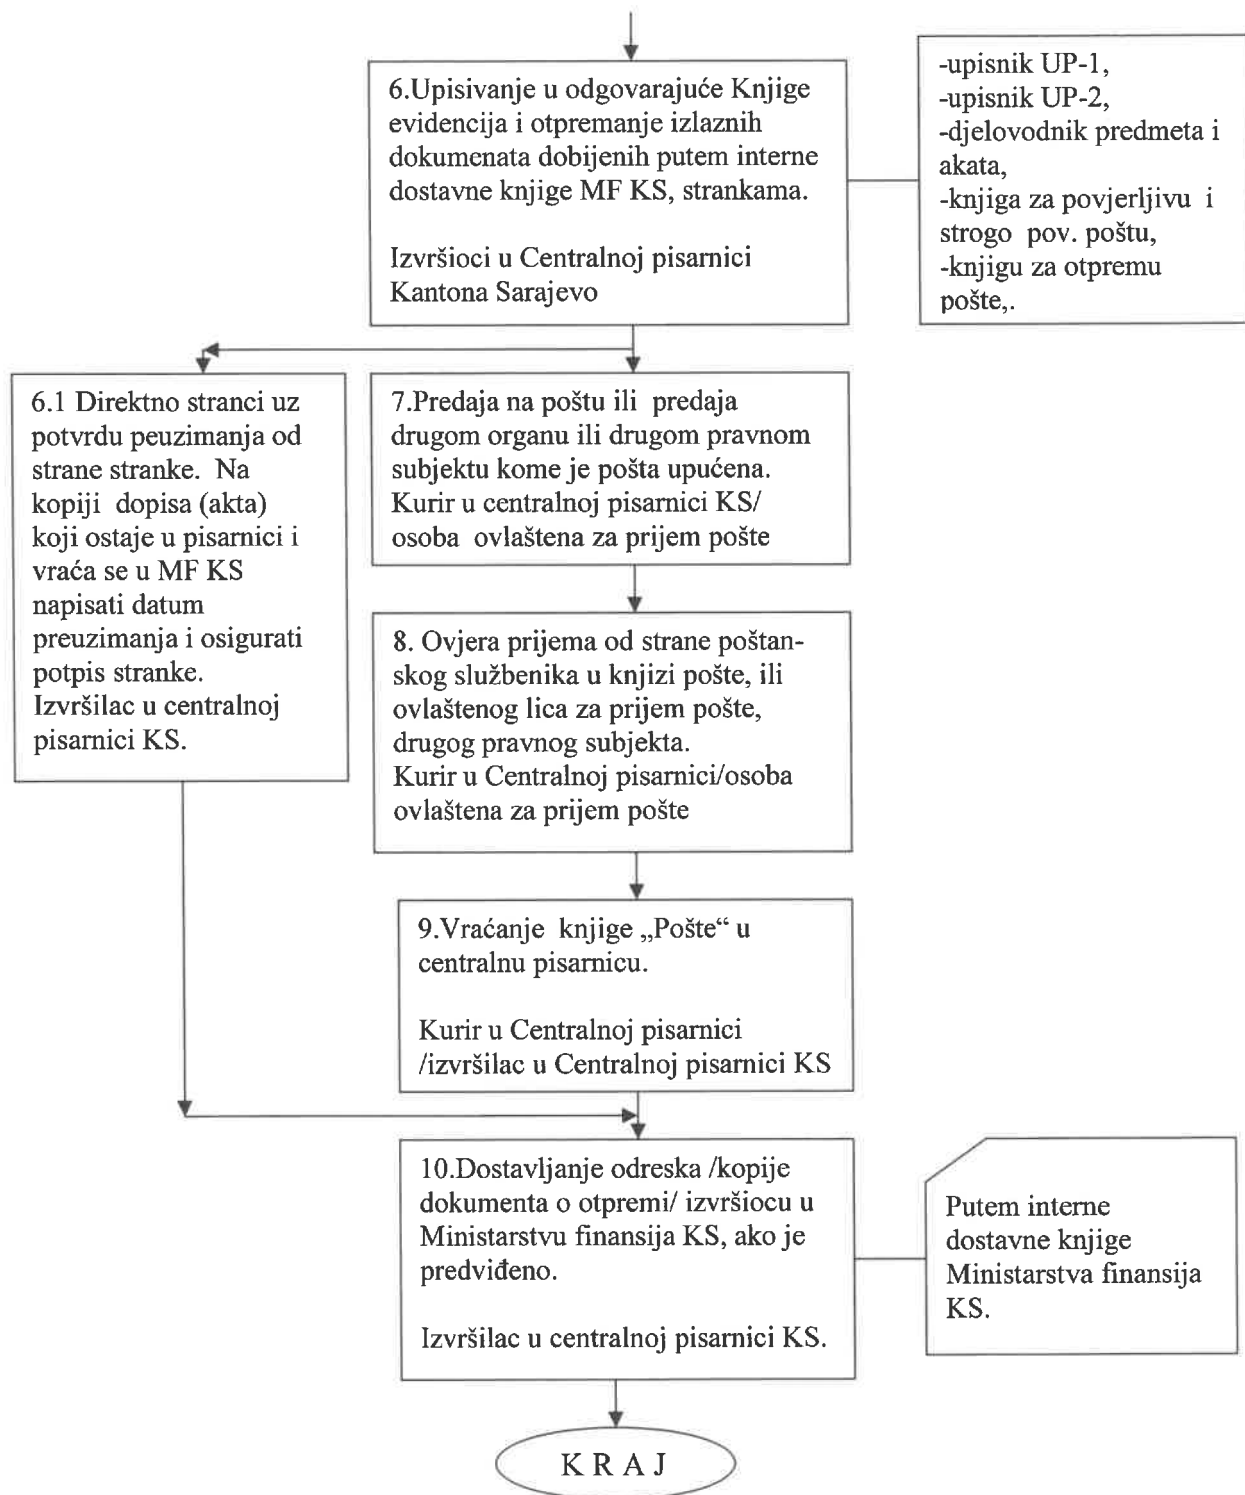 6.Upisivanje u odgovarajuće Knjige
evidencija i otpremanje izlaznih
dokumenata dobijenih putem interne
dostavne knjige MF KS, strankama.
Izvršioci u Centralnoj pisarnici
Kantona Sarajevo
-upisnik UP-1,
-upisnik UP-2,
-djelovodnik predmeta i
akata,
-knjiga za povjerljivu i
strogo pov. poštu,
-knjigu za otpremu
pošte,.
6.1 Direktno stranci uz
potvrdu peuzimanja od
strane stranke. Na
kopiji dopisa (akta)
koji ostaje u pisarnici i
vraća se u MF KS
napisati datum
preuzimanja i osigurati
potpis stranke.
Izvršilac u centralnoj
pisarnici KS.
7.Predaja na poštu ili predaja
drugom organu ili drugom pravnom
subjektu kome je pošta upućena.
Kurir u centralnoj pisarnici KS/
osoba ovlaštena za prijem pošte
8. Ovjera prijema od strane poštan-
skog službenika u knjizi pošte, ili
ovlaštenog lica za prijem pošte,
drugog pravnog subjekta.
Kurir u Centralnoj pisarnici/osoba
ovlaštena za prijem pošte
9.Vraćanje knjige „Pošte“ u
centralnu pisarnicu.
Kurir u Centralnoj pisarnici
/izvršilac u Centralnoj pisarnici KS
10.Dostavljanje odreska /kopije
dokumenta o otpremi/ izvršiocu u
Ministarstvu finansija KS, ako je
predviđeno.
Izvršilac u centralnoj pisarnici KS.
Putem interne
dostavne knjige
Ministarstva finansija
KS.
K R A J